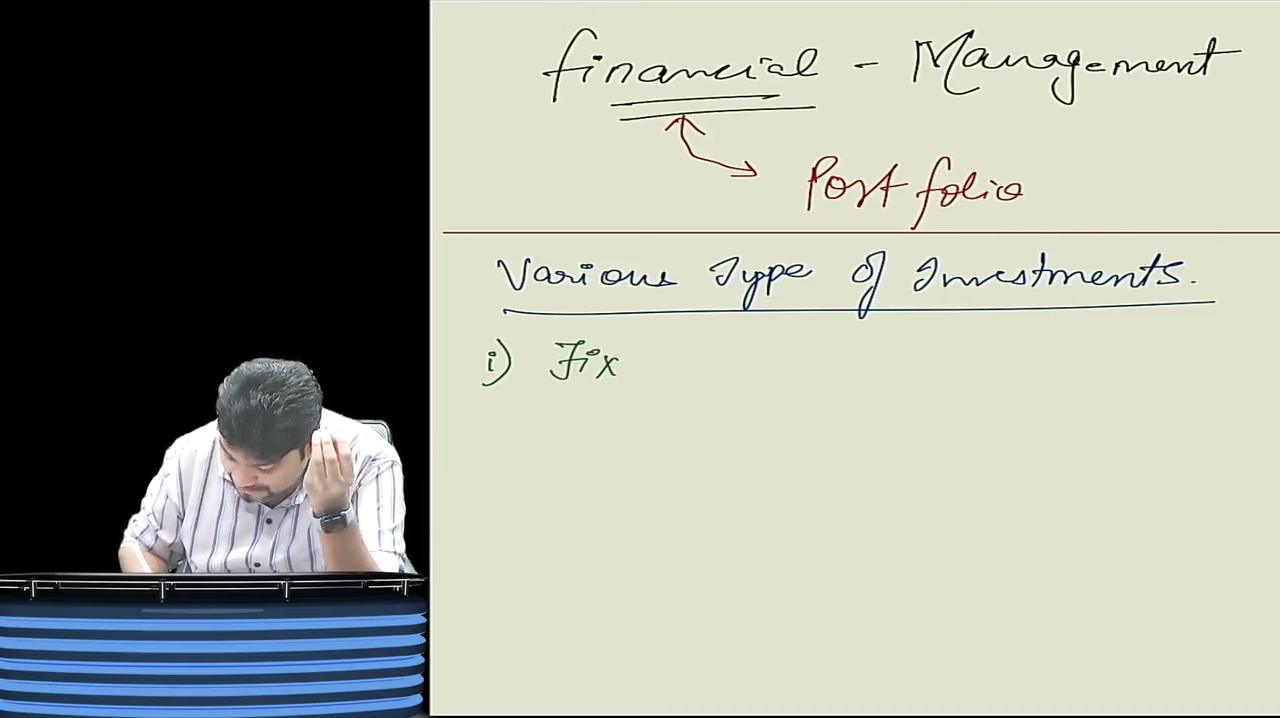 financial - Management
Portfolio
Various Type of Investments.
i) Fix